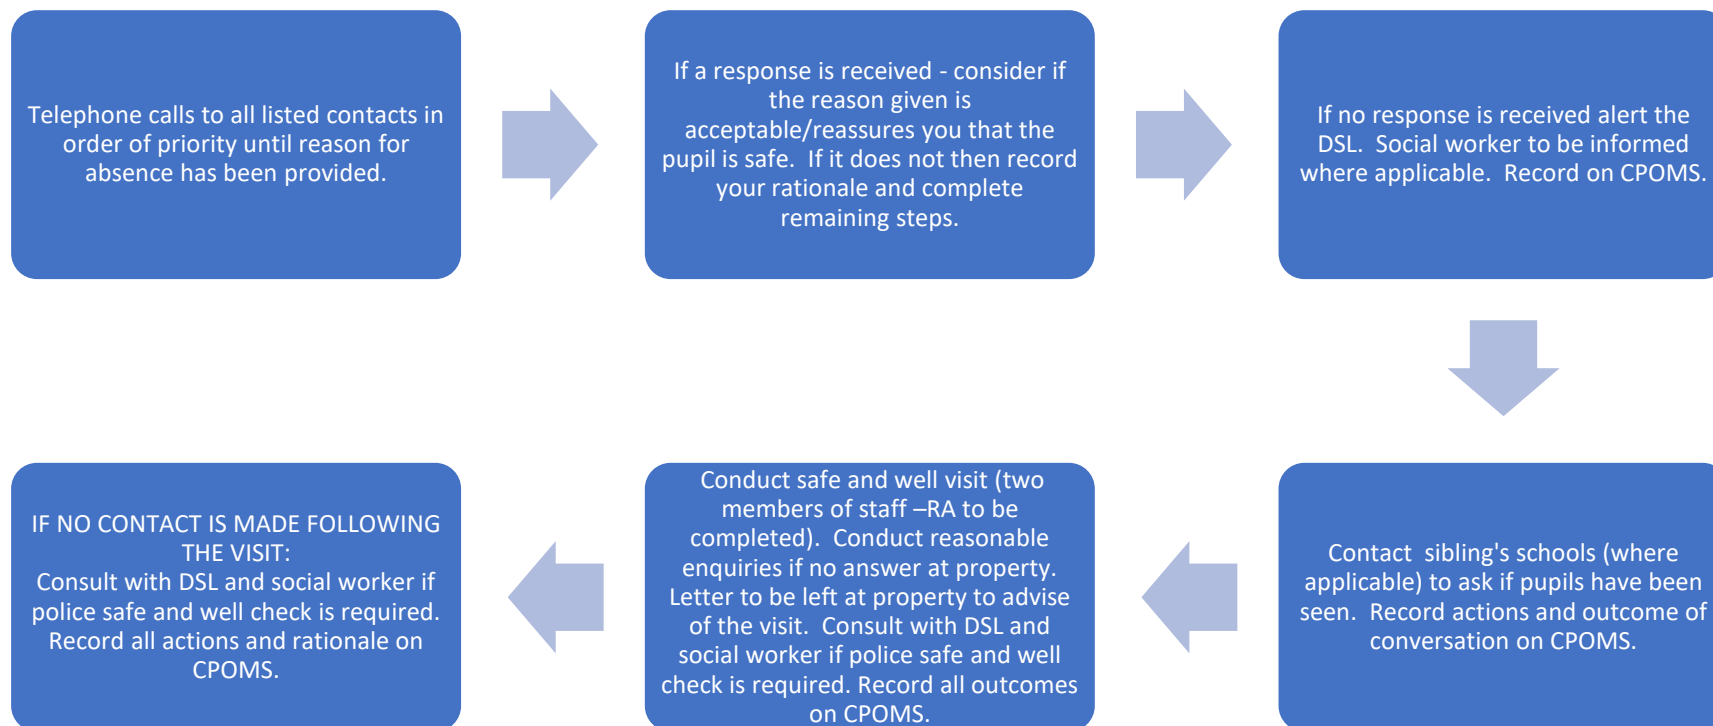 Telephone calls to all listed contacts in
order of priority until reason for
absence has been provided.
If a response is received - consider if
the reason given is
acceptable/reassures you that the
pupil is safe.  If it does not then record
your rationale and complete
remaining steps.
If no response is received alert the
DSL.  Social worker to be informed
where applicable.  Record on CPOMS.
Contact  sibling's schools (where
applicable) to ask if pupils have been
seen.  Record actions and outcome of
conversation on CPOMS.
Conduct safe and well visit (two
members of staff –RA to be
completed).  Conduct reasonable
enquiries if no answer at property.
Letter to be left at property to advise
of the visit.  Consult with DSL and
social worker if police safe and well
check is required. Record all outcomes
on CPOMS.
IF NO CONTACT IS MADE FOLLOWING
THE VISIT:
Consult with DSL and social worker if
police safe and well check is required.
Record all actions and rationale on
CPOMS.